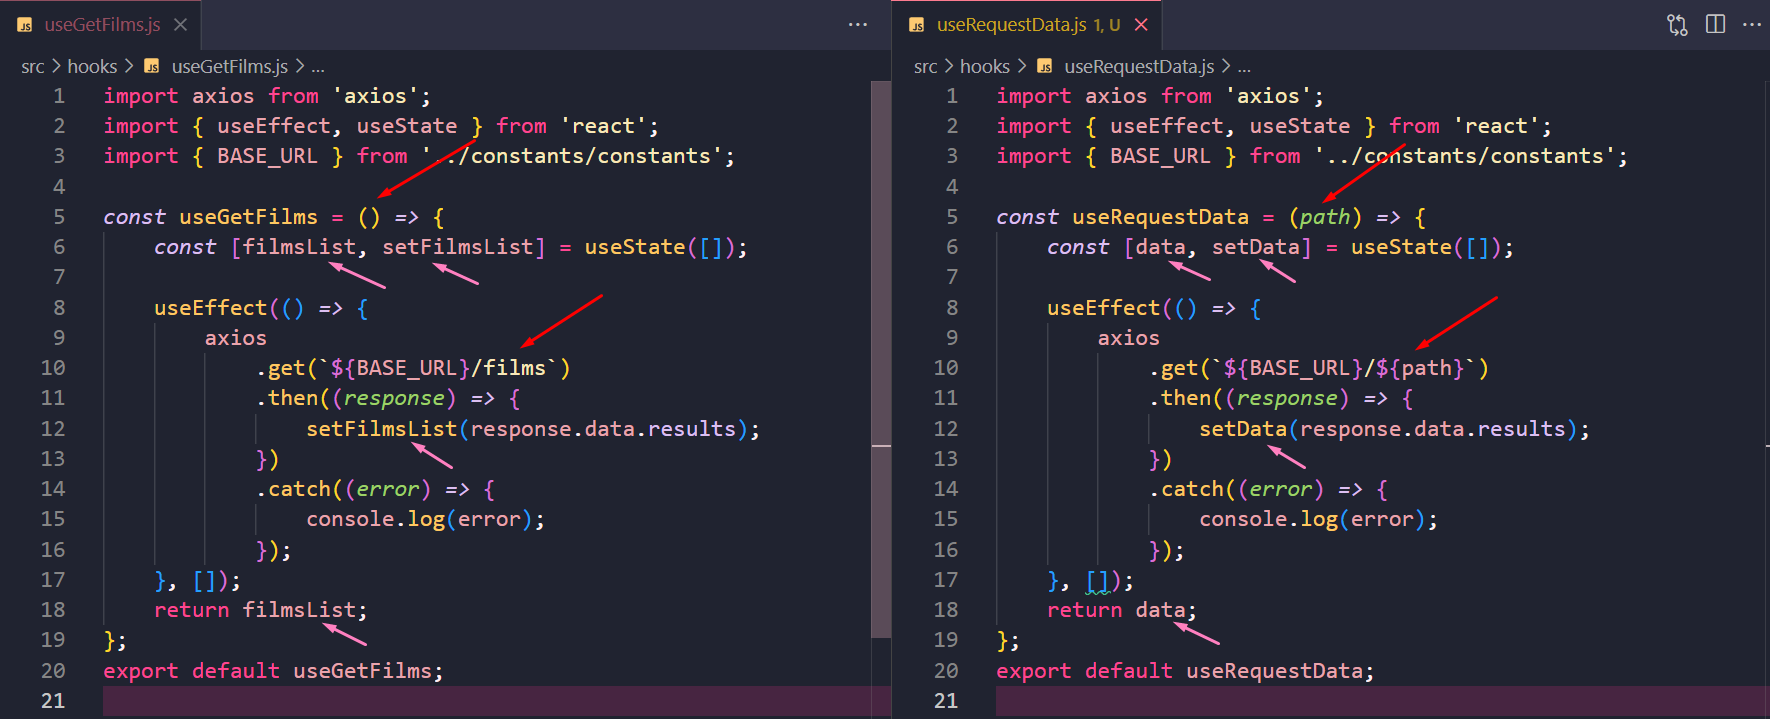 JS useGetFilms.js
src > hooks > JS useGetFilms.js > ...
1 import axios from 'axios';
2 import { useEffect, useState } from 'react';
3 import { BASE_URL } from '../constants/constants';
4
5 const useGetFilms = () => {
6 const [filmsList, setFilmsList] = useState([]);
7
8 useEffect(() => {
9 axios
10 .get(`${BASE_URL}/films`)
11 .then((response) => {
12 setFilmsList(response.data.results);
13 })
14 .catch((error) => {
15 console.log(error);
16 });
17 }, []);
18 return filmsList;
19 };
20 export default useGetFilms;
21
JS useRequestData.js 1, U
src > hooks > JS useRequestData.js > ...
1 import axios from 'axios';
2 import { useEffect, useState } from 'react';
3 import { BASE_URL } from '../constants/constants';
4
5 const useRequestData = (path) => {
6 const [data, setData] = useState([]);
7
8 useEffect(() => {
9 axios
10 .get(`${BASE_URL}/${path}`)
11 .then((response) => {
12 setData(response.data.results);
13 })
14 .catch((error) => {
15 console.log(error);
16 });
17 }, []);
18 return data;
19 };
20 export default useRequestData;
21